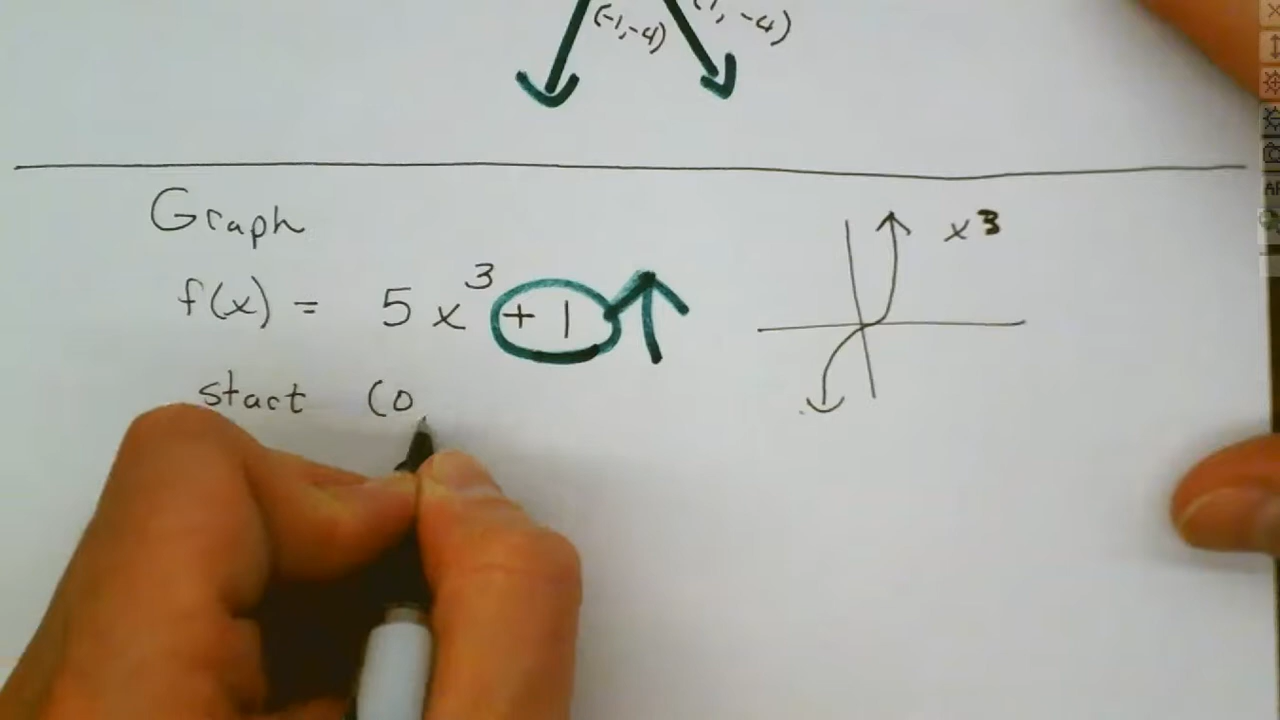 (-1,-4)
(1, -4)
Graph
x³
f(x) = 5x³ + 1
start (0